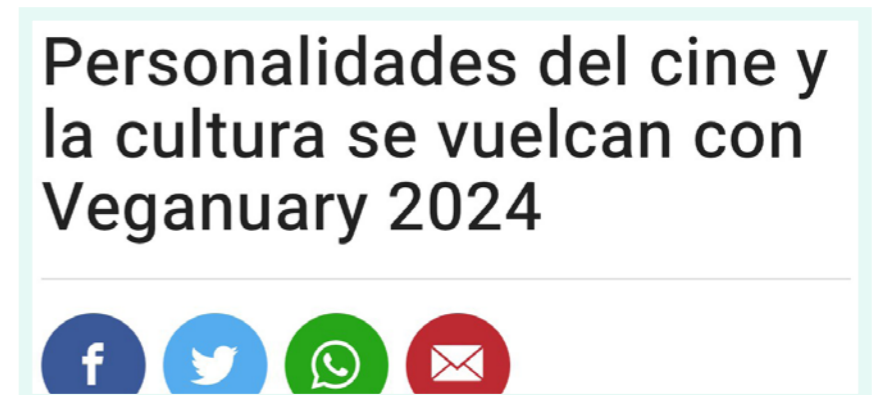 Personalidades del cine y
la cultura se vuelcan con
Veganuary 2024
f